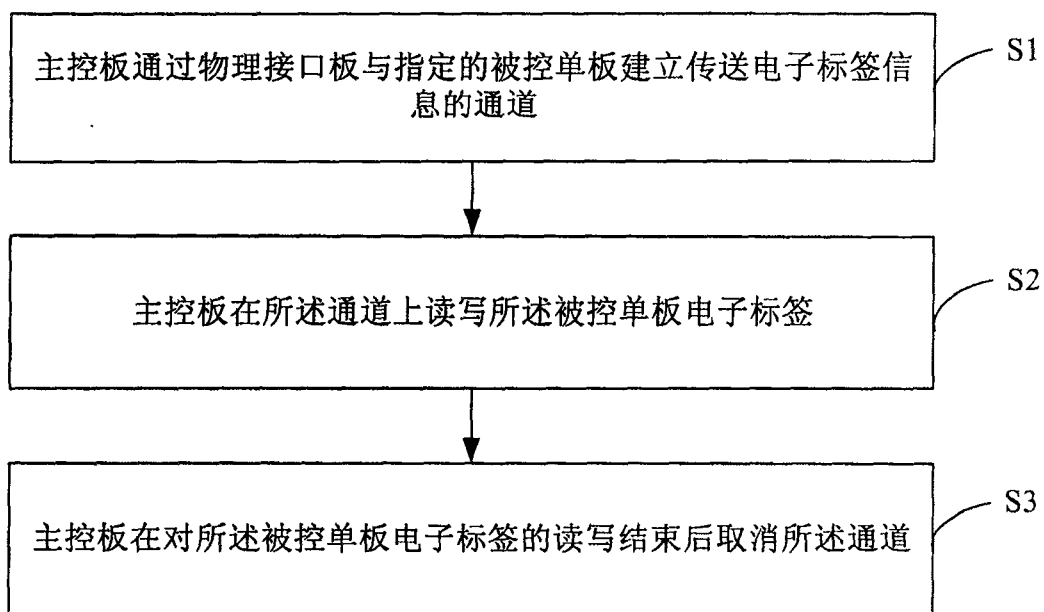 主控板通过物理接口板与指定的被控单板建立传送电子标签信
息的通道
S1
主控板在所述通道上读写所述被控单板电子标签
S2
主控板在对所述被控单板电子标签的读写结束后取消所述通道
S3